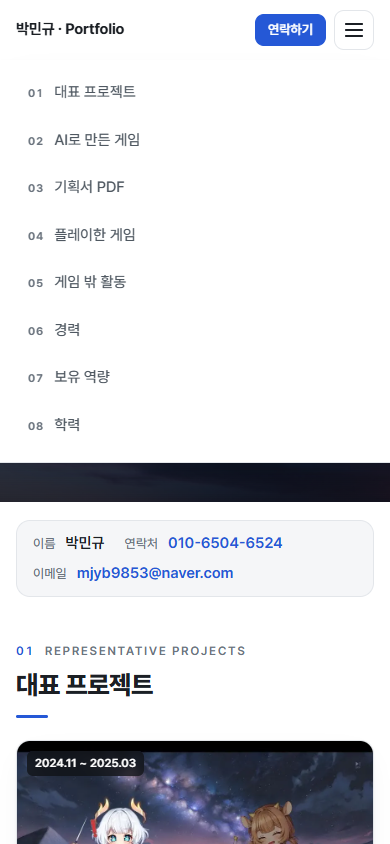 박민규 · Portfolio
연락하기
01 대표 프로젝트
02 AI로 만든 게임
03 기획서 PDF
04 플레이한 게임
05 게임 밖 활동
06 경력
07 보유 역량
08 학력
이름 박민규 연락처 010-6504-6524
이메일 mjyb9853@naver.com
01 REPRESENTATIVE PROJECTS
대표 프로젝트
2024.11 ~ 2025.03